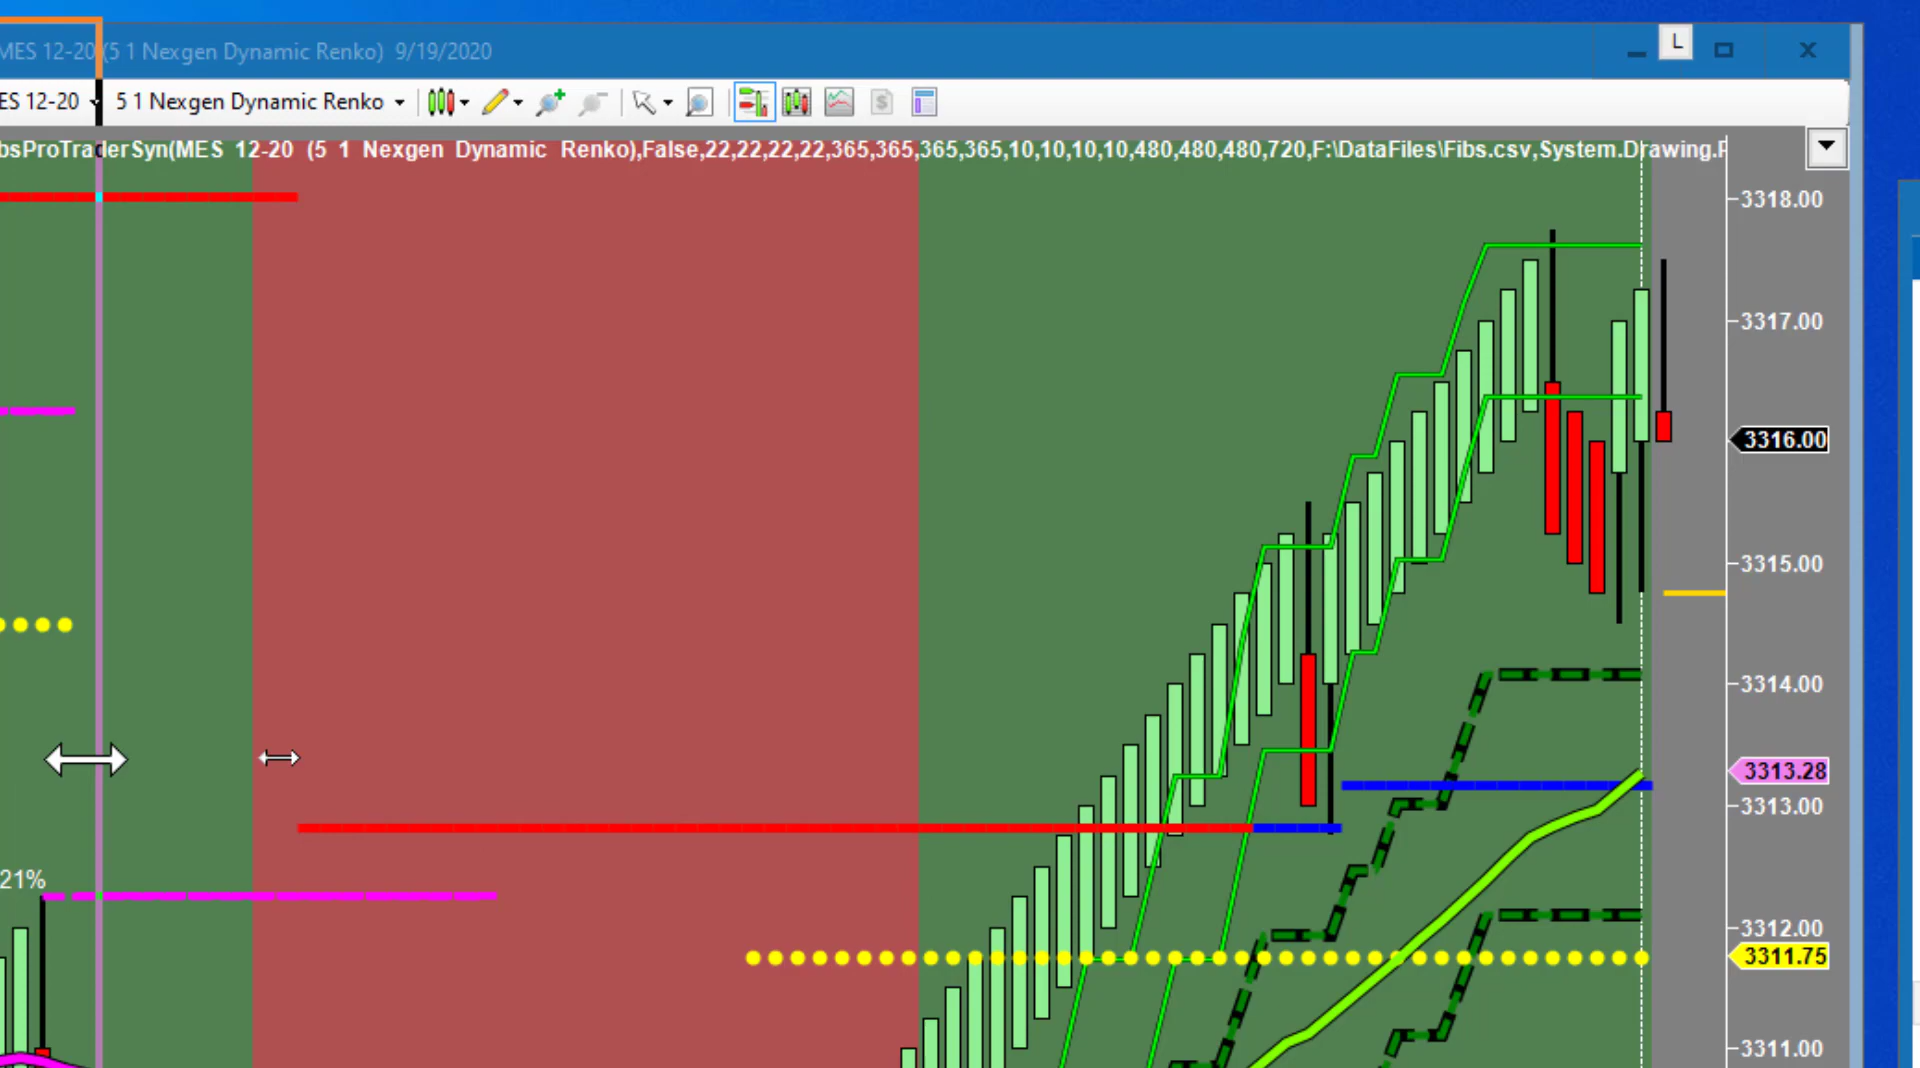 MES 12-20 (5 1 Nexgen Dynamic Renko) 9/19/2020
L
ES 12-20 5 1 Nexgen Dynamic Renko
bsProTraderSyn(MES 12-20 (5 1 Nexgen Dynamic Renko),False,22,22,22,22,365,365,365,365,10,10,10,10,480,480,480,720,F:\DataFiles\Fibs.csv,System.Drawing.F
3318.00
3317.00
3316.00
3315.00
3314.00
3313.28
3313.00
21%
3312.00
3311.75
3311.00